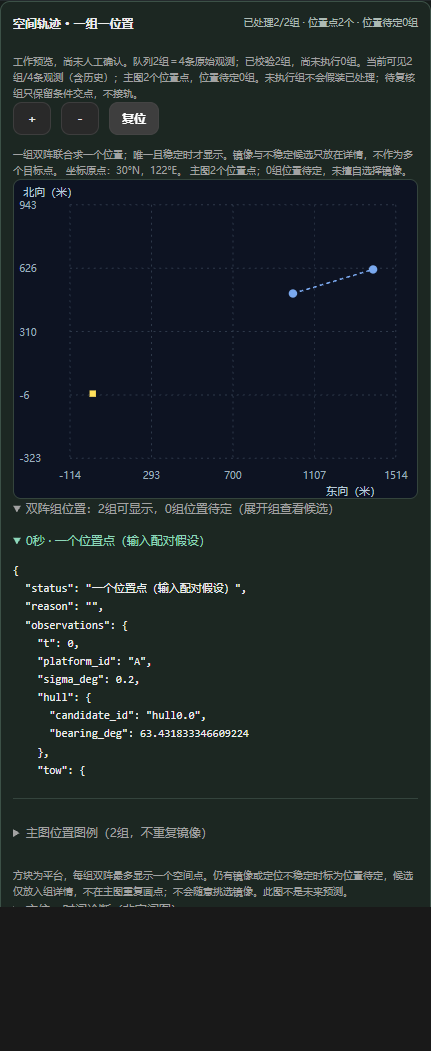 空间轨迹 · 一组一位置
已处理2/2组 · 位置点2个 · 位置待定0组
工作预览，尚未人工确认。队列2组＝4条原始观测；已校验2组，尚未执行0组。当前可见2
组/4条观测（含历史）；主图2个位置点，位置待定0组。未执行组不会假装已处理；待复核
组只保留条件交点，不接轨。
+
-
复位
一组双阵联合求一个位置；唯一且稳定时才显示。镜像与不稳定候选只放在详情，不作为多
个目标点。 坐标原点：30°N，122°E。 主图2个位置点；0组位置待定，未擅自选择镜像。
北向（米）
943
626
310
-6
-323
-114
293
700
1107
1514
东向（米）
▼ 双阵组位置：2组可显示，0组位置待定（展开组查看候选）
▼ 0秒 · 一个位置点（输入配对假设）
{
"status": "一个位置点（输入配对假设）",
"reason": "",
"observations": {
"t": 0,
"platform_id": "A",
"sigma_deg": 0.2,
"hull": {
"candidate_id": "hull0.0",
"bearing_deg": 63.431833346609224
},
"tow": {
▶ 主图位置图例（2组，不重复镜像）
方块为平台，每组双阵最多显示一个空间点。仍有镜像或定位不稳定时标为位置待定，候选
仅放入组详情，不在主图重复画点；不会随意挑选镜像。此图不是未来预测。